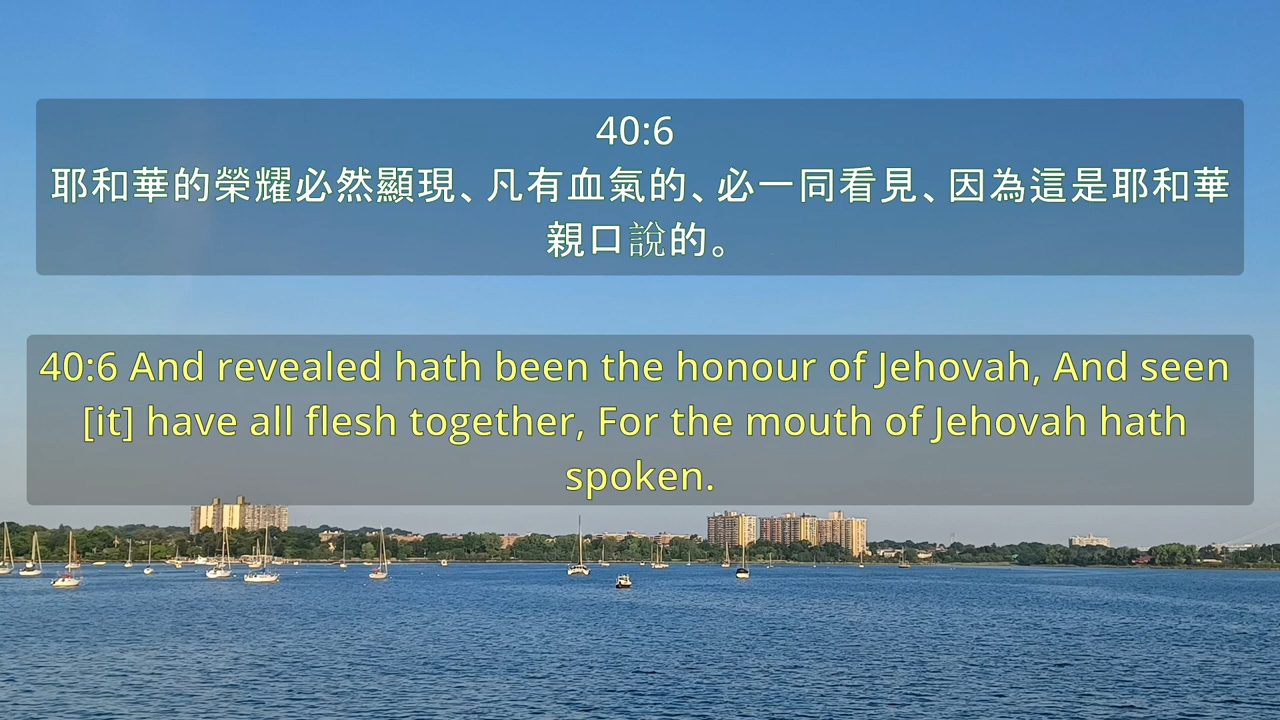 40:6
耶和華的榮耀必然顯現、凡有血氣的、必一同看見、因為這是耶和華
親口說的。
40:6 And revealed hath been the honour of Jehovah, And seen
[it] have all flesh together, For the mouth of Jehovah hath
spoken.